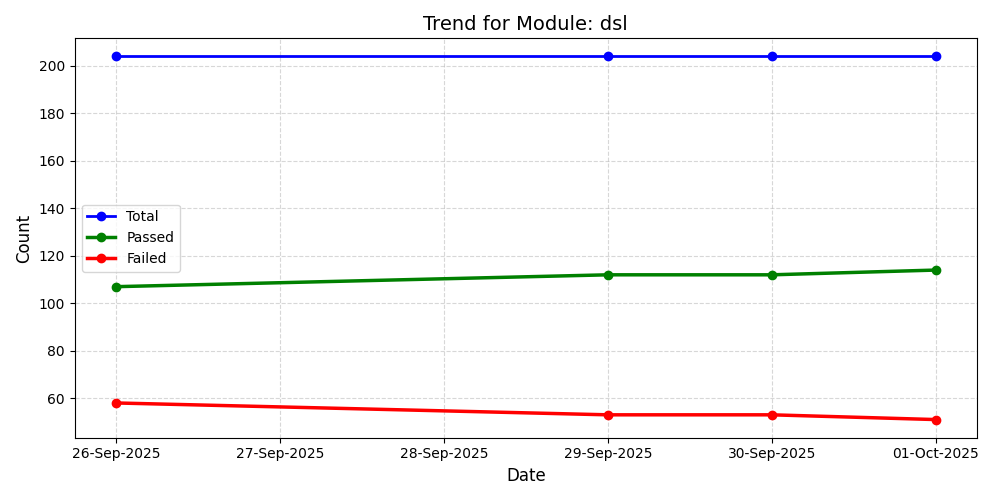 Trend for Module: dsl
200
180
160
140
120
100
80
60
Count
Total
Passed
Failed
26-Sep-2025
27-Sep-2025
28-Sep-2025
29-Sep-2025
30-Sep-2025
01-Oct-2025
Date